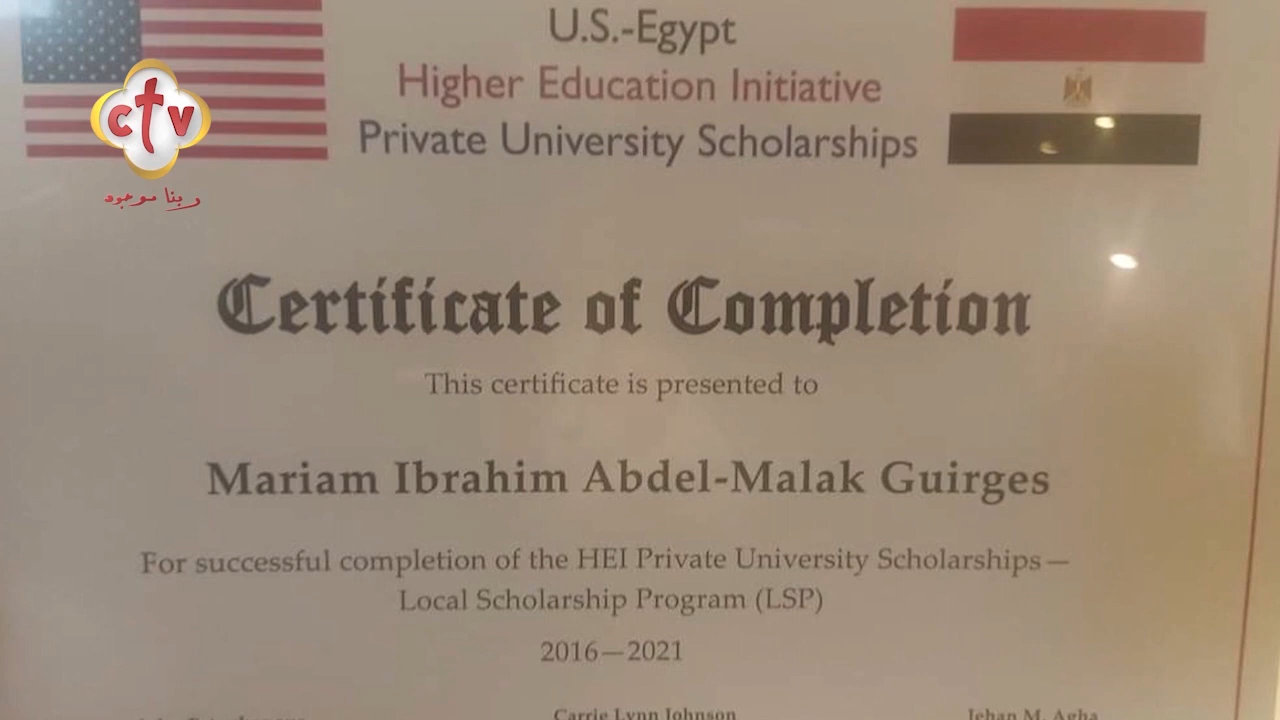 U.S.-Egypt
Higher Education Initiative
Private University Scholarships
ctv
ربنا موجود
Certificate of Completion
This certificate is presented to
Mariam Ibrahim Abdel-Malak Guirges
For successful completion of the HEI Private University Scholarships—
Local Scholarship Program (LSP)
2016—2021
Carrie Lynn Johnson
Jehan M. Agha